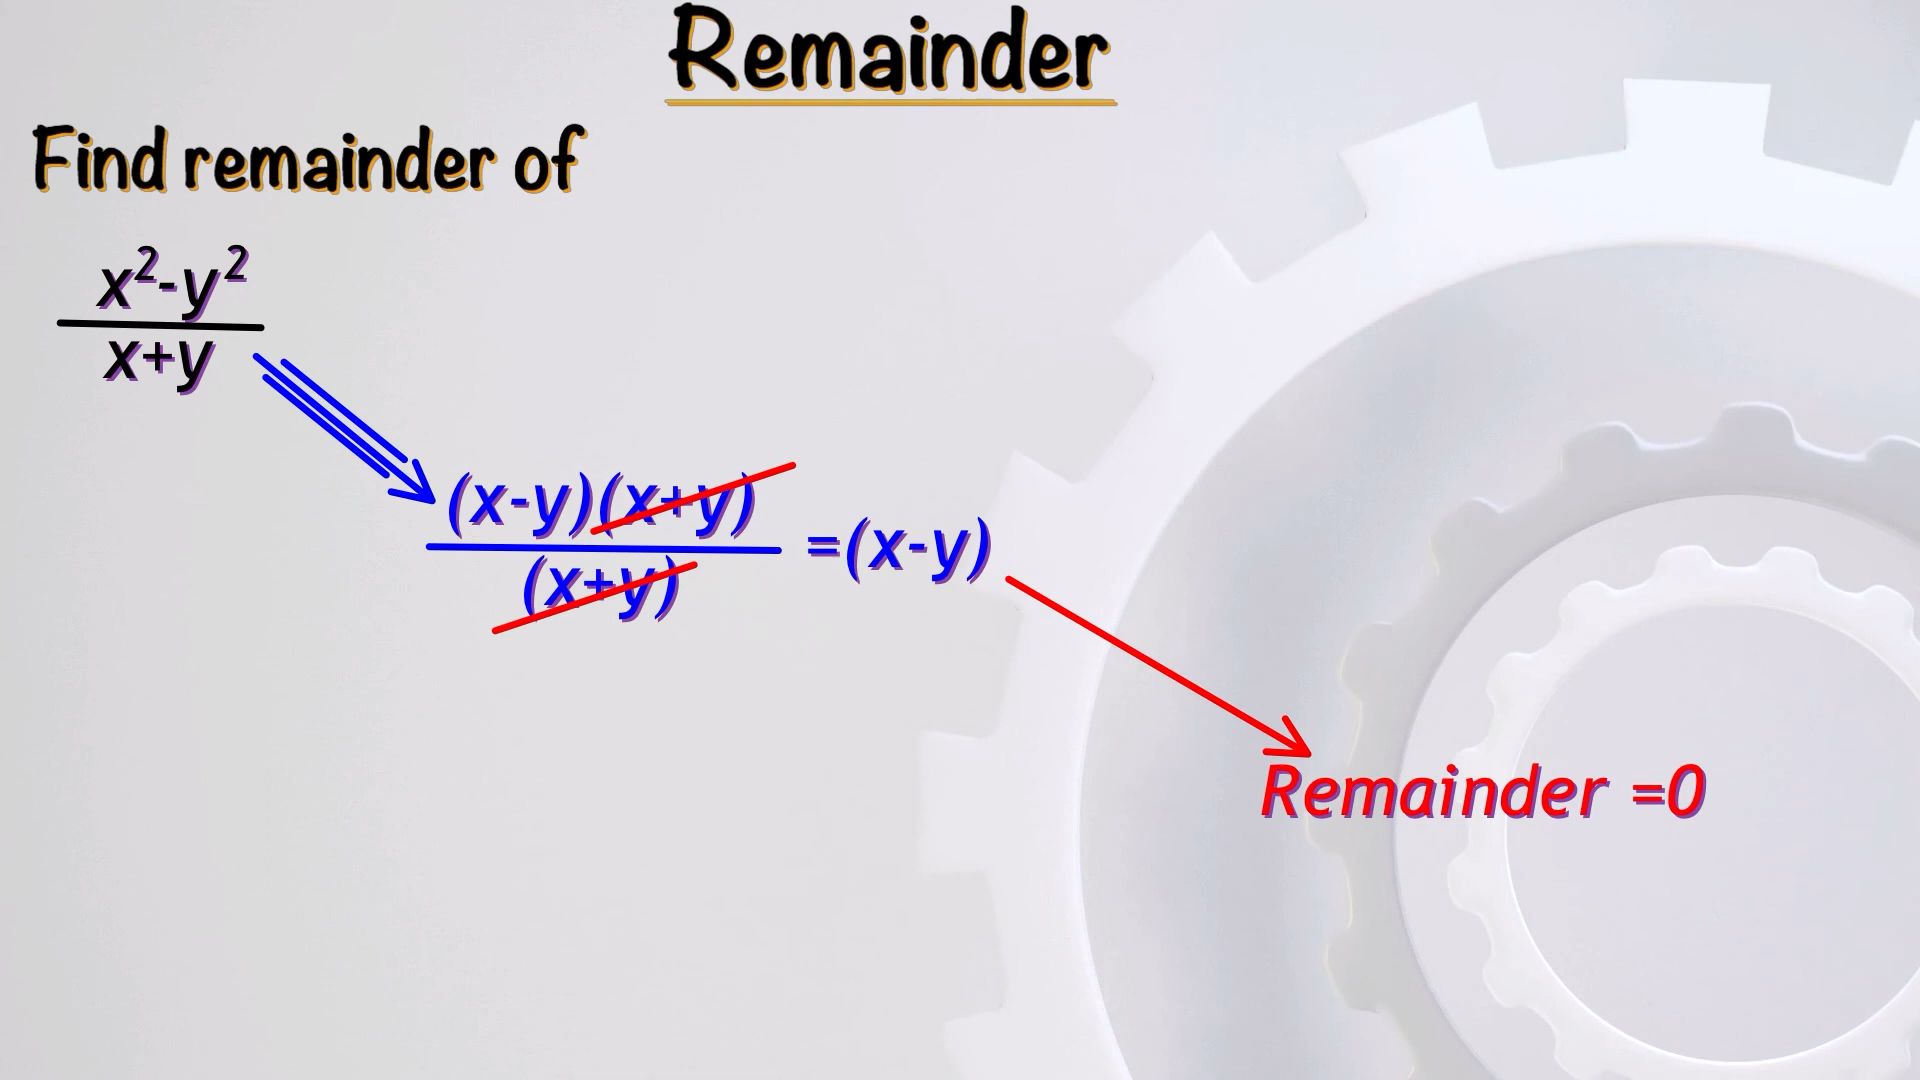 Remainder
Find remainder of
x²-y²
x+y
(x-y)(x+y)
(x+y)
=(x-y)
Remainder =0